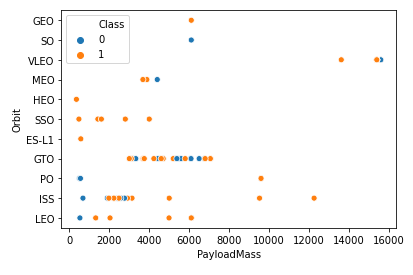 Class
0
1
GEO
SO
VLEO
MEO
HEO
SSO
ES-L1
GTO
PO
ISS
LEO
Orbit
0 2000 4000 6000 8000 10000 12000 14000 16000
PayloadMass